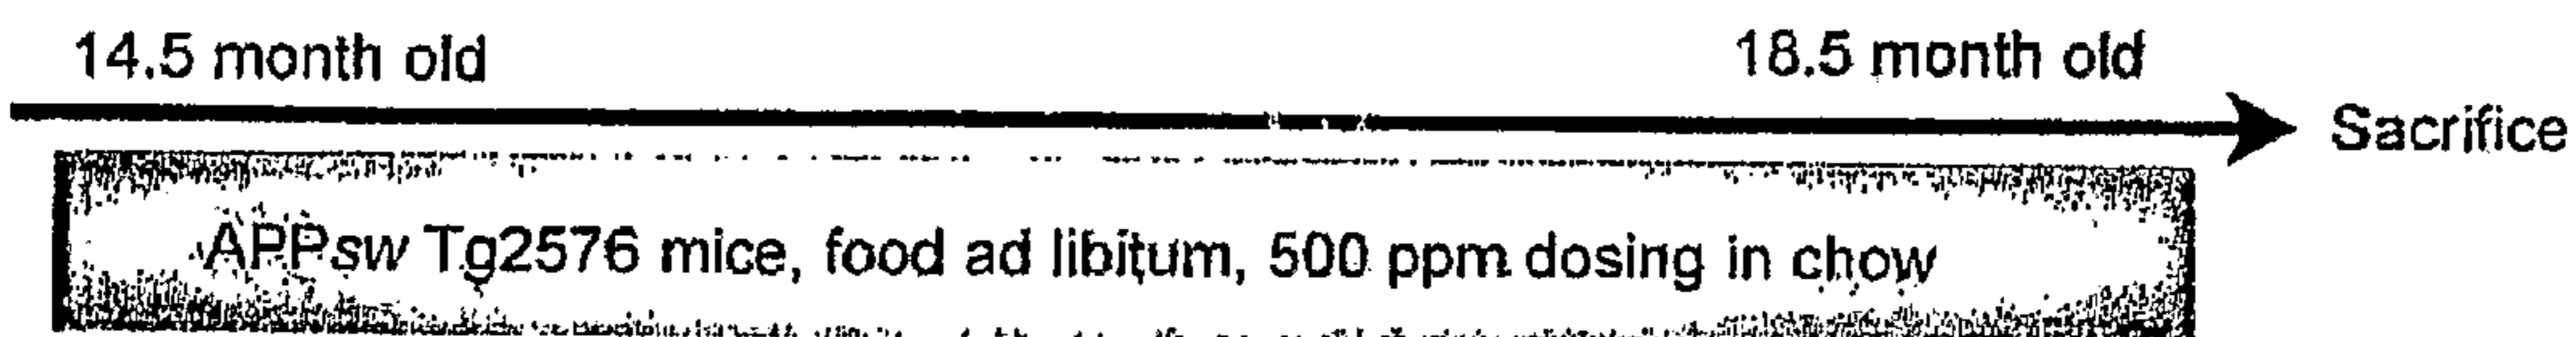 14.5 month old 18.5 month old
Sacrifice
APPsw Tg2576 mice, food ad libitum, 500 ppm dosing in chow